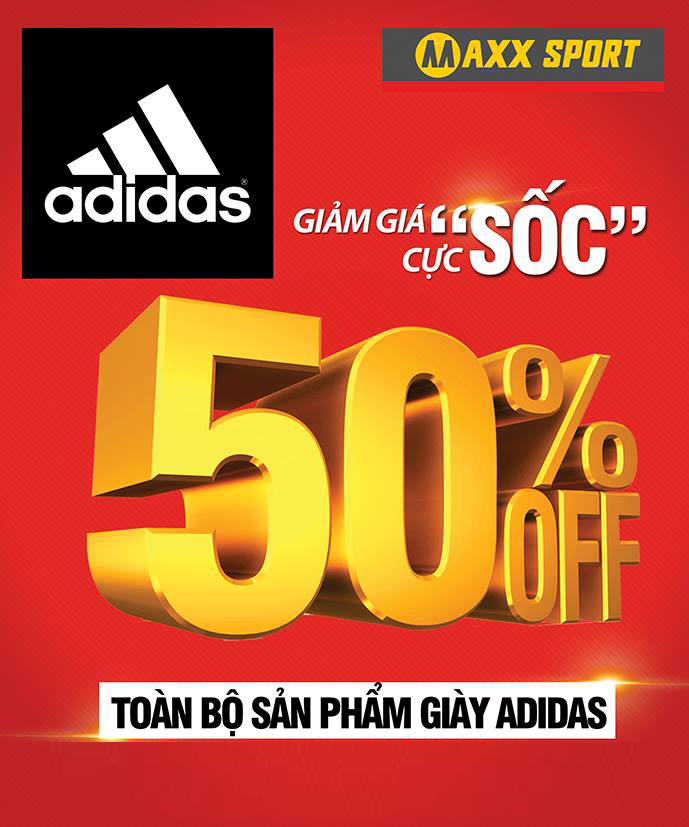 adidas®
MAXX SPORT
GIẢM GIÁ
CỰC "SỐC"
50% OFF
TOÀN BỘ SẢN PHẨM GIÀY ADIDAS